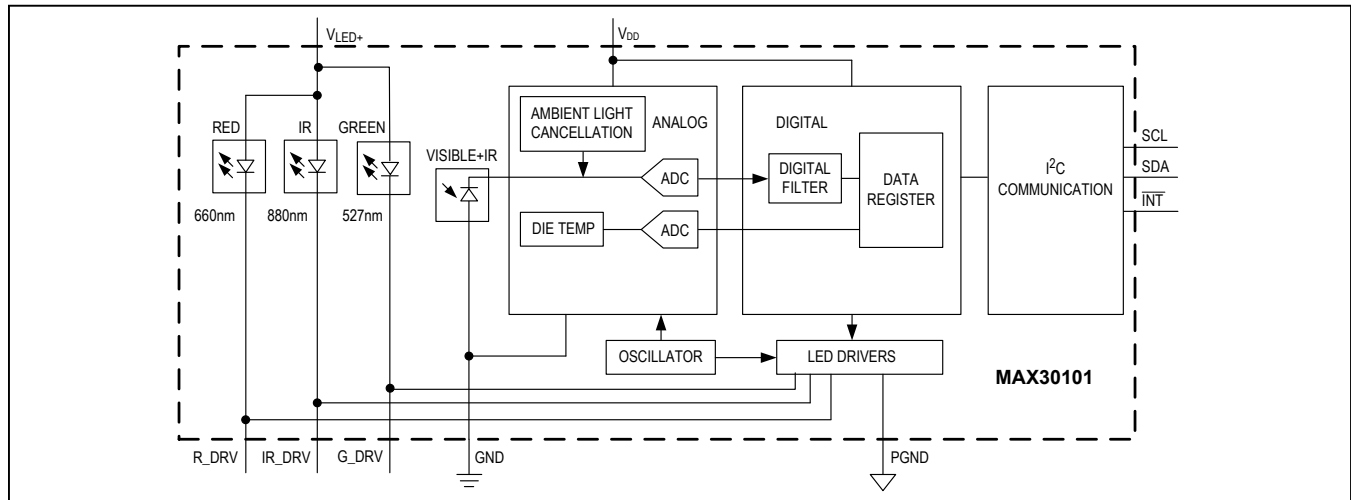 VLED+
VDD
RED
IR
GREEN
660nm
880nm
527nm
VISIBLE+IR
AMBIENT LIGHT
CANCELLATION
ANALOG
ADC
DIE TEMP
ADC
DIGITAL
DIGITAL
FILTER
DATA
REGISTER
I²C
COMMUNICATION
SCL
SDA
INT
OSCILLATOR
LED DRIVERS
MAX30101
R_DRV
IR_DRV
G_DRV
GND
PGND